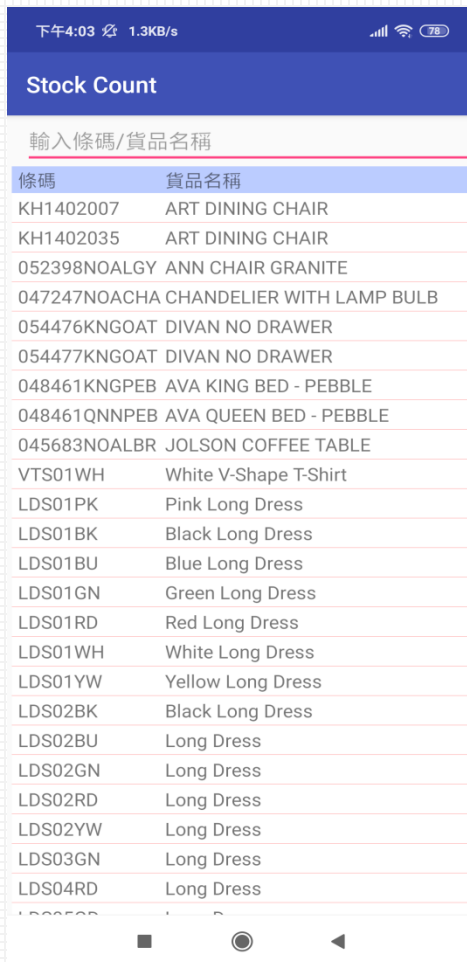 下午4:03 1.3KB/s 78
Stock Count
輸入條碼/貨品名稱
條碼 貨品名稱
KH1402007 ART DINING CHAIR
KH1402035 ART DINING CHAIR
052398NOALGY ANN CHAIR GRANITE
047247NOACHA CHANDELIER WITH LAMP BULB
054476KNGOAT DIVAN NO DRAWER
054477KNGOAT DIVAN NO DRAWER
048461KNGPEB AVA KING BED - PEBBLE
048461QNNPEB AVA QUEEN BED - PEBBLE
045683NOALBR JOLSON COFFEE TABLE
VTS01WH White V-Shape T-Shirt
LDS01PK Pink Long Dress
LDS01BK Black Long Dress
LDS01BU Blue Long Dress
LDS01GN Green Long Dress
LDS01RD Red Long Dress
LDS01WH White Long Dress
LDS01YW Yellow Long Dress
LDS02BK Black Long Dress
LDS02BU Long Dress
LDS02GN Long Dress
LDS02RD Long Dress
LDS02YW Long Dress
LDS03GN Long Dress
LDS04RD Long Dress